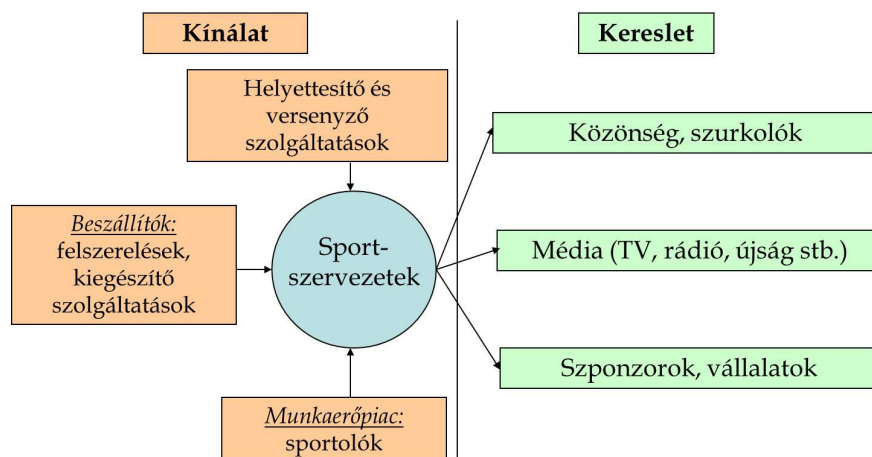 Kínálat
Kereslet
Helyettesítő és
versenyző
szolgáltatások
Közönség, szurkolók
Beszállítók:
felszerelések,
kiegészítő
szolgáltatások
Sport-
szervezetek
Média (TV, rádió, újság stb.)
Szponzorok, vállalatok
Munkaerőpiac:
sportolók